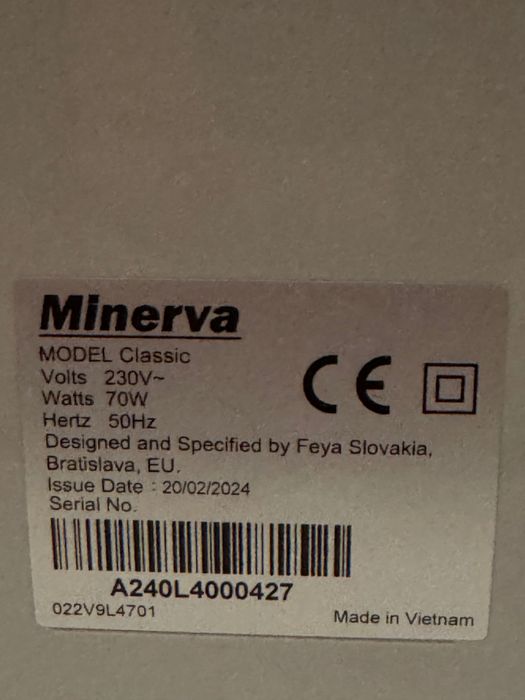 Minerva
MODEL Classic
Volts 230V~
Watts 70W
Hertz 50Hz
CE
Designed and Specified by Feya Slovakia,
Bratislava, EU.
Issue Date : 20/02/2024
Serial No.
A240L4000427
022V9L4701
Made in Vietnam